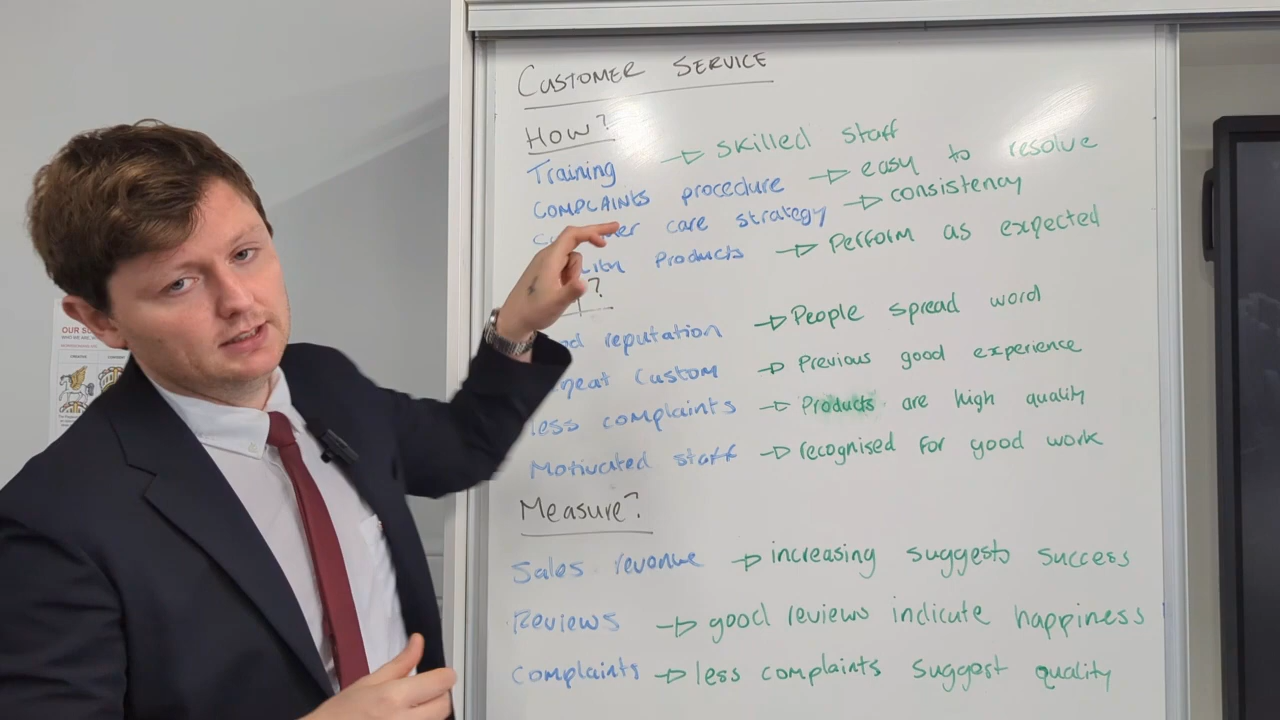 CUSTOMER SERVICE
How?
Training → skilled staff
COMPLAINTS procedure → easy to resolve
care strategy → consistency
Products → Perform as expected
?
reputation → People spread word
Custom → Previous good experience
less complaints → Products are high quality
Motivated staff → recognised for good work
Measure?
Sales revenue → increasing suggests success
Reviews → good reviews indicate happiness
Complaints → less complaints suggest quality
OUR